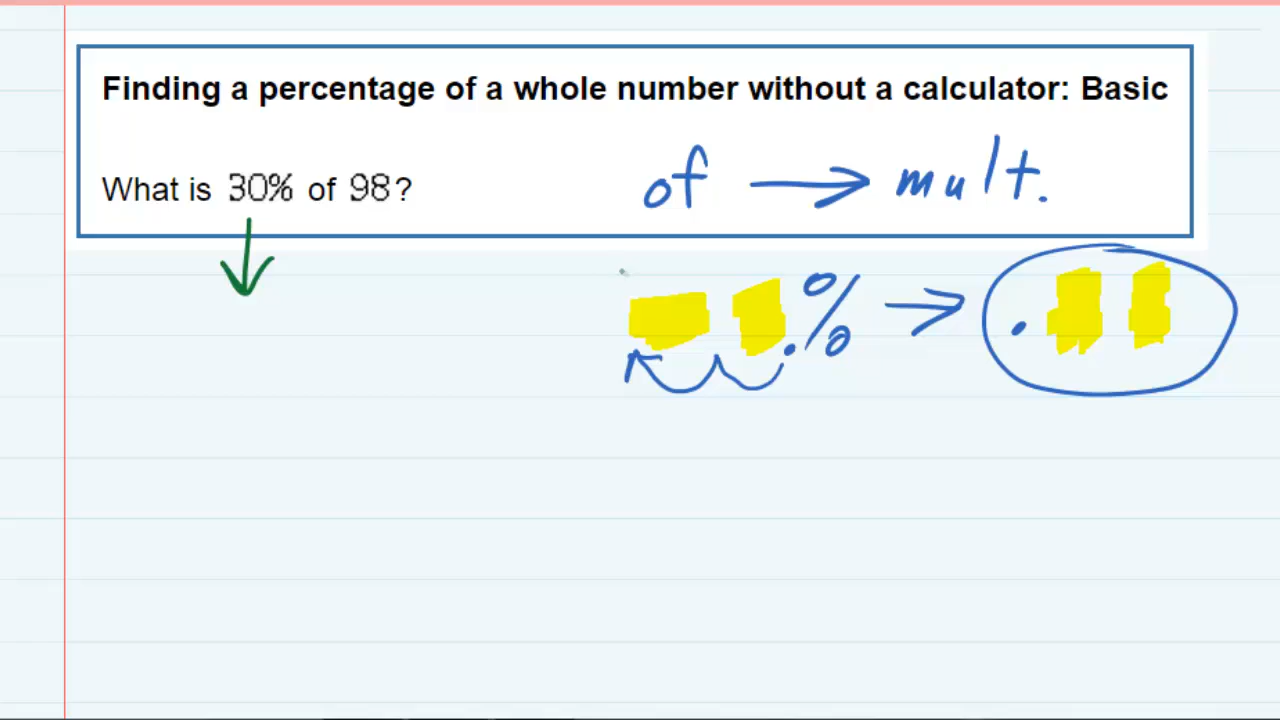 Finding a percentage of a whole number without a calculator: Basic
What is 30% of 98?
of → mult.
.% → .